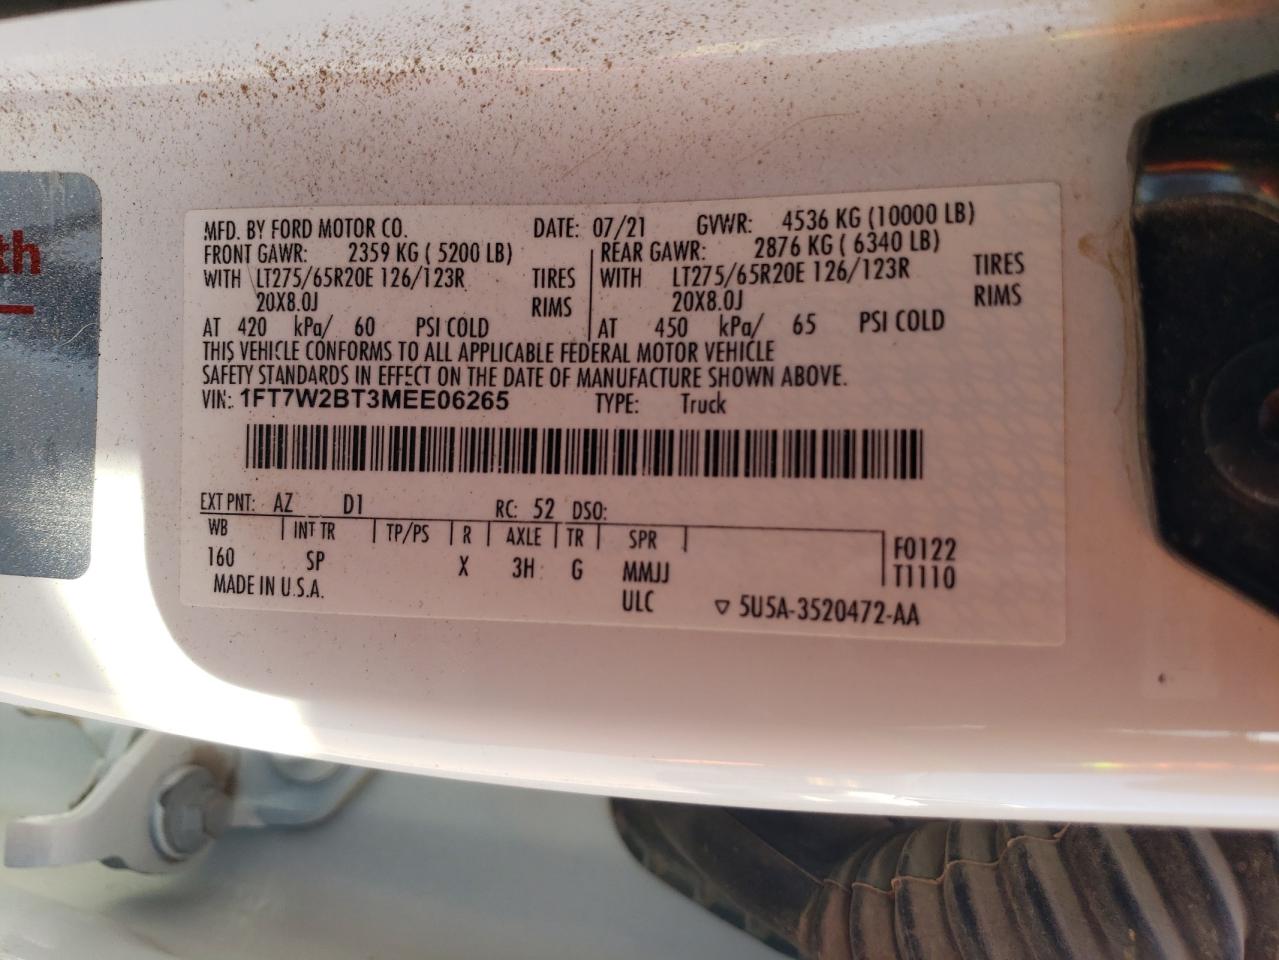 th
MFD. BY FORD MOTOR CO. DATE: 07/21 GVWR: 4536 KG (10000 LB)
FRONT GAWR: 2359 KG ( 5200 LB) REAR GAWR: 2876 KG ( 6340 LB)
WITH LT275/65R20E 126/123R TIRES WITH LT275/65R20E 126/123R TIRES
20X8.0J RIMS 20X8.0J RIMS
AT 420 kPa/ 60 PSI COLD AT 450 kPa/ 65 PSI COLD
THIS VEHICLE CONFORMS TO ALL APPLICABLE FEDERAL MOTOR VEHICLE
SAFETY STANDARDS IN EFFECT ON THE DATE OF MANUFACTURE SHOWN ABOVE.
VIN: 1FT7W2BT3MEE06265 TYPE: Truck
EXT PNT: AZ D1 RC: 52 DSO:
WB INT TR TP/PS R AXLE TR SPR F0122
160 SP X 3H G MMJJ T1110
MADE IN U.S.A. ULC ▽ 5U5A-3520472-AA